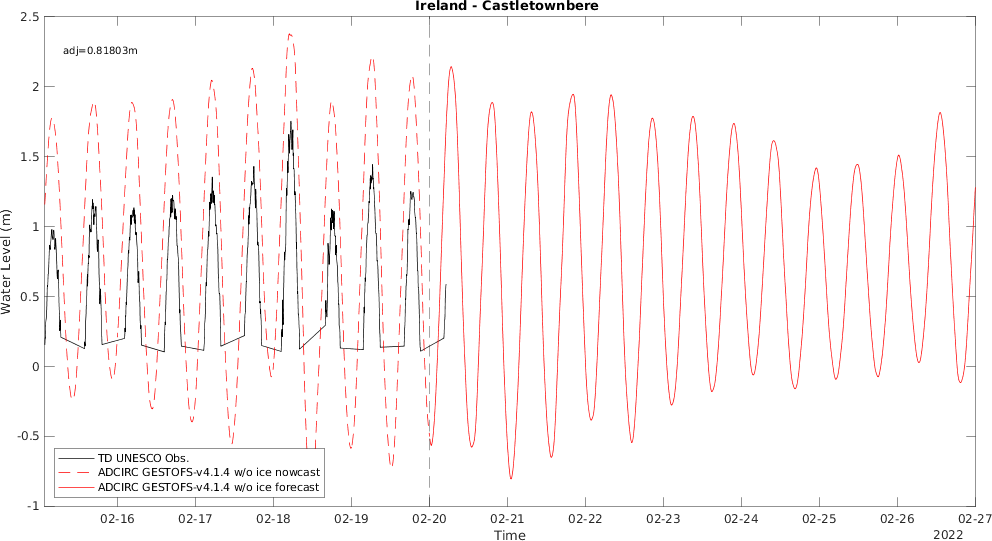 Ireland - Castletownbere
2.5
adj=0.81803m
2
1.5
1
0.5
0
-0.5
-1
Water Level (m)
TD UNESCO Obs.
ADCIRC GESTOFS-v4.1.4 w/o ice nowcast
ADCIRC GESTOFS-v4.1.4 w/o ice forecast
02-16 02-17 02-18 02-19 02-20 02-21 02-22 02-23 02-24 02-25 02-26 02-27
Time
2022